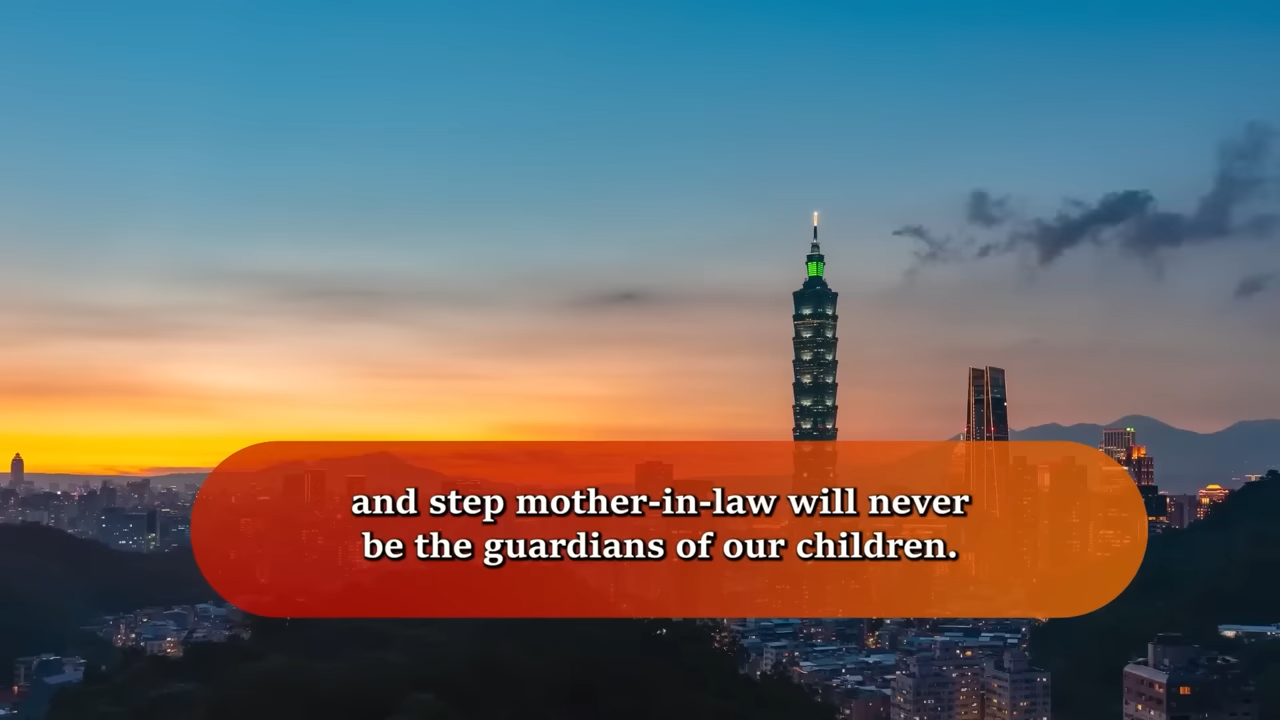 and step mother-in-law will never
be the guardians of our children.